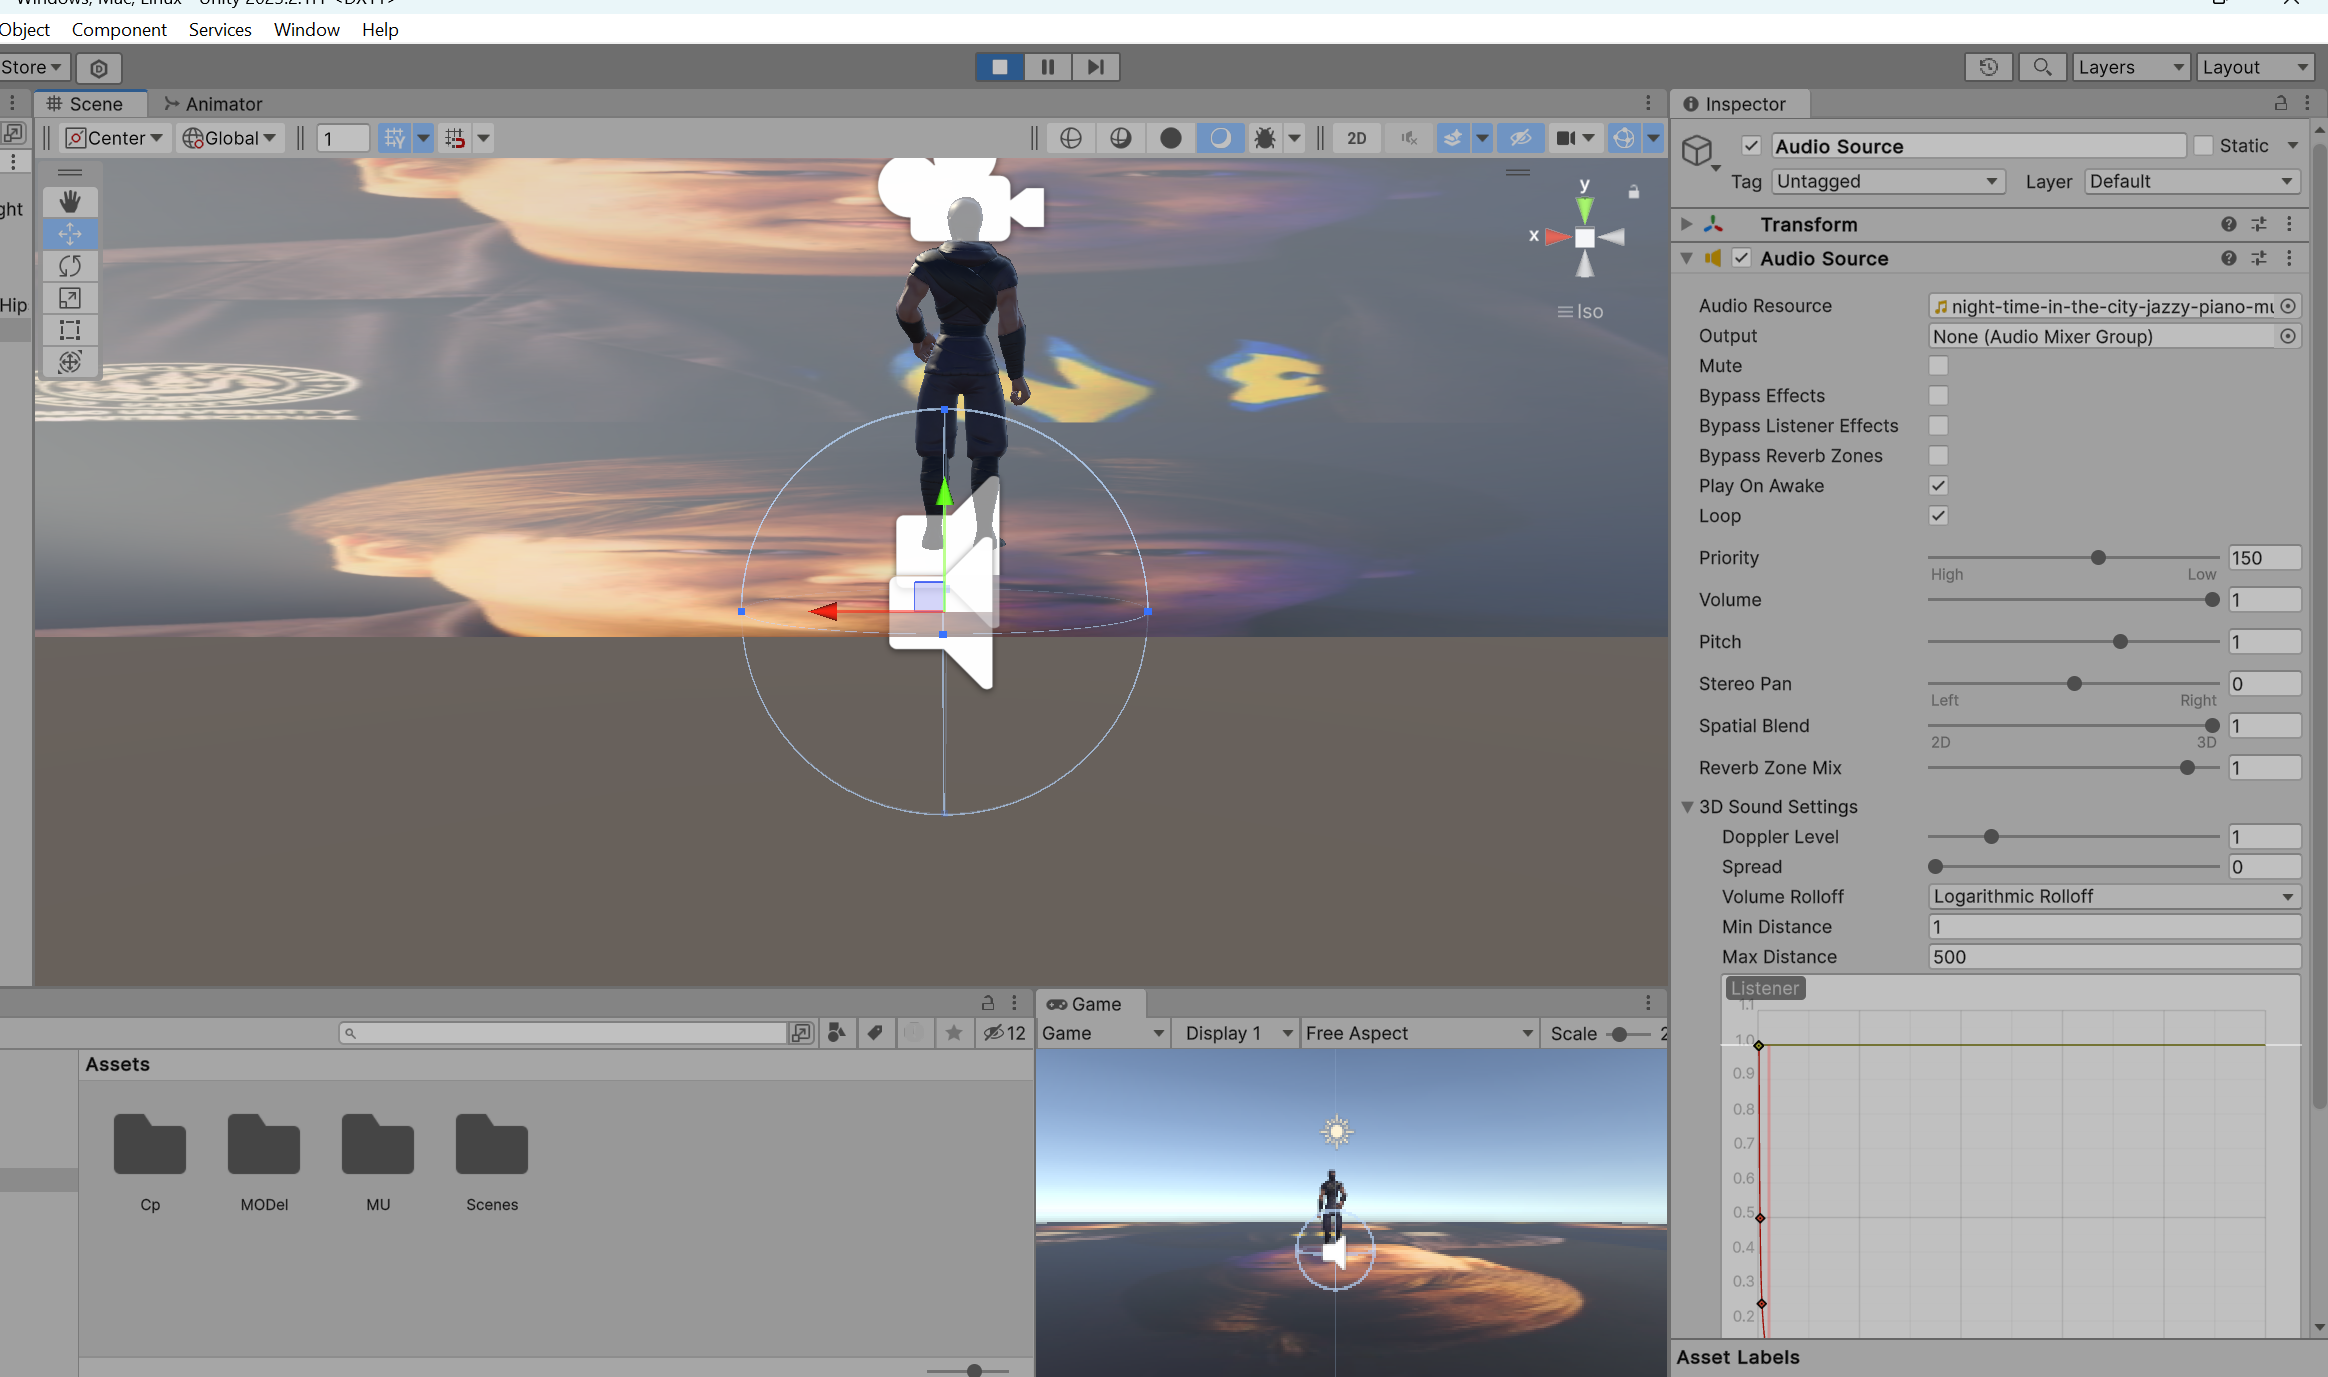 Object Component Services Window Help
Store
Layers
Layout
Scene
Animator
Inspector
Center
Global
1
2D
Audio Source
Static
Tag Untagged
Layer Default
ght
Transform
Audio Source
y
x
Iso
Hip
Audio Resource night-time-in-the-city-jazzy-piano-mu
Output None (Audio Mixer Group)
Mute
Bypass Effects
Bypass Listener Effects
Bypass Reverb Zones
Play On Awake
Loop
Priority 150
High Low
Volume 1
Pitch 1
Stereo Pan 0
Left Right
Spatial Blend 1
2D 3D
Reverb Zone Mix 1
3D Sound Settings
Doppler Level 1
Spread 0
Volume Rolloff Logarithmic Rolloff
Min Distance 1
Max Distance 500
Listener
1.1
1.0
0.9
0.8
0.7
0.6
0.5
0.4
0.3
0.2
Asset Labels
12
Game
Game
Display 1
Free Aspect
Scale
2
Assets
Cp
MODel
MU
Scenes